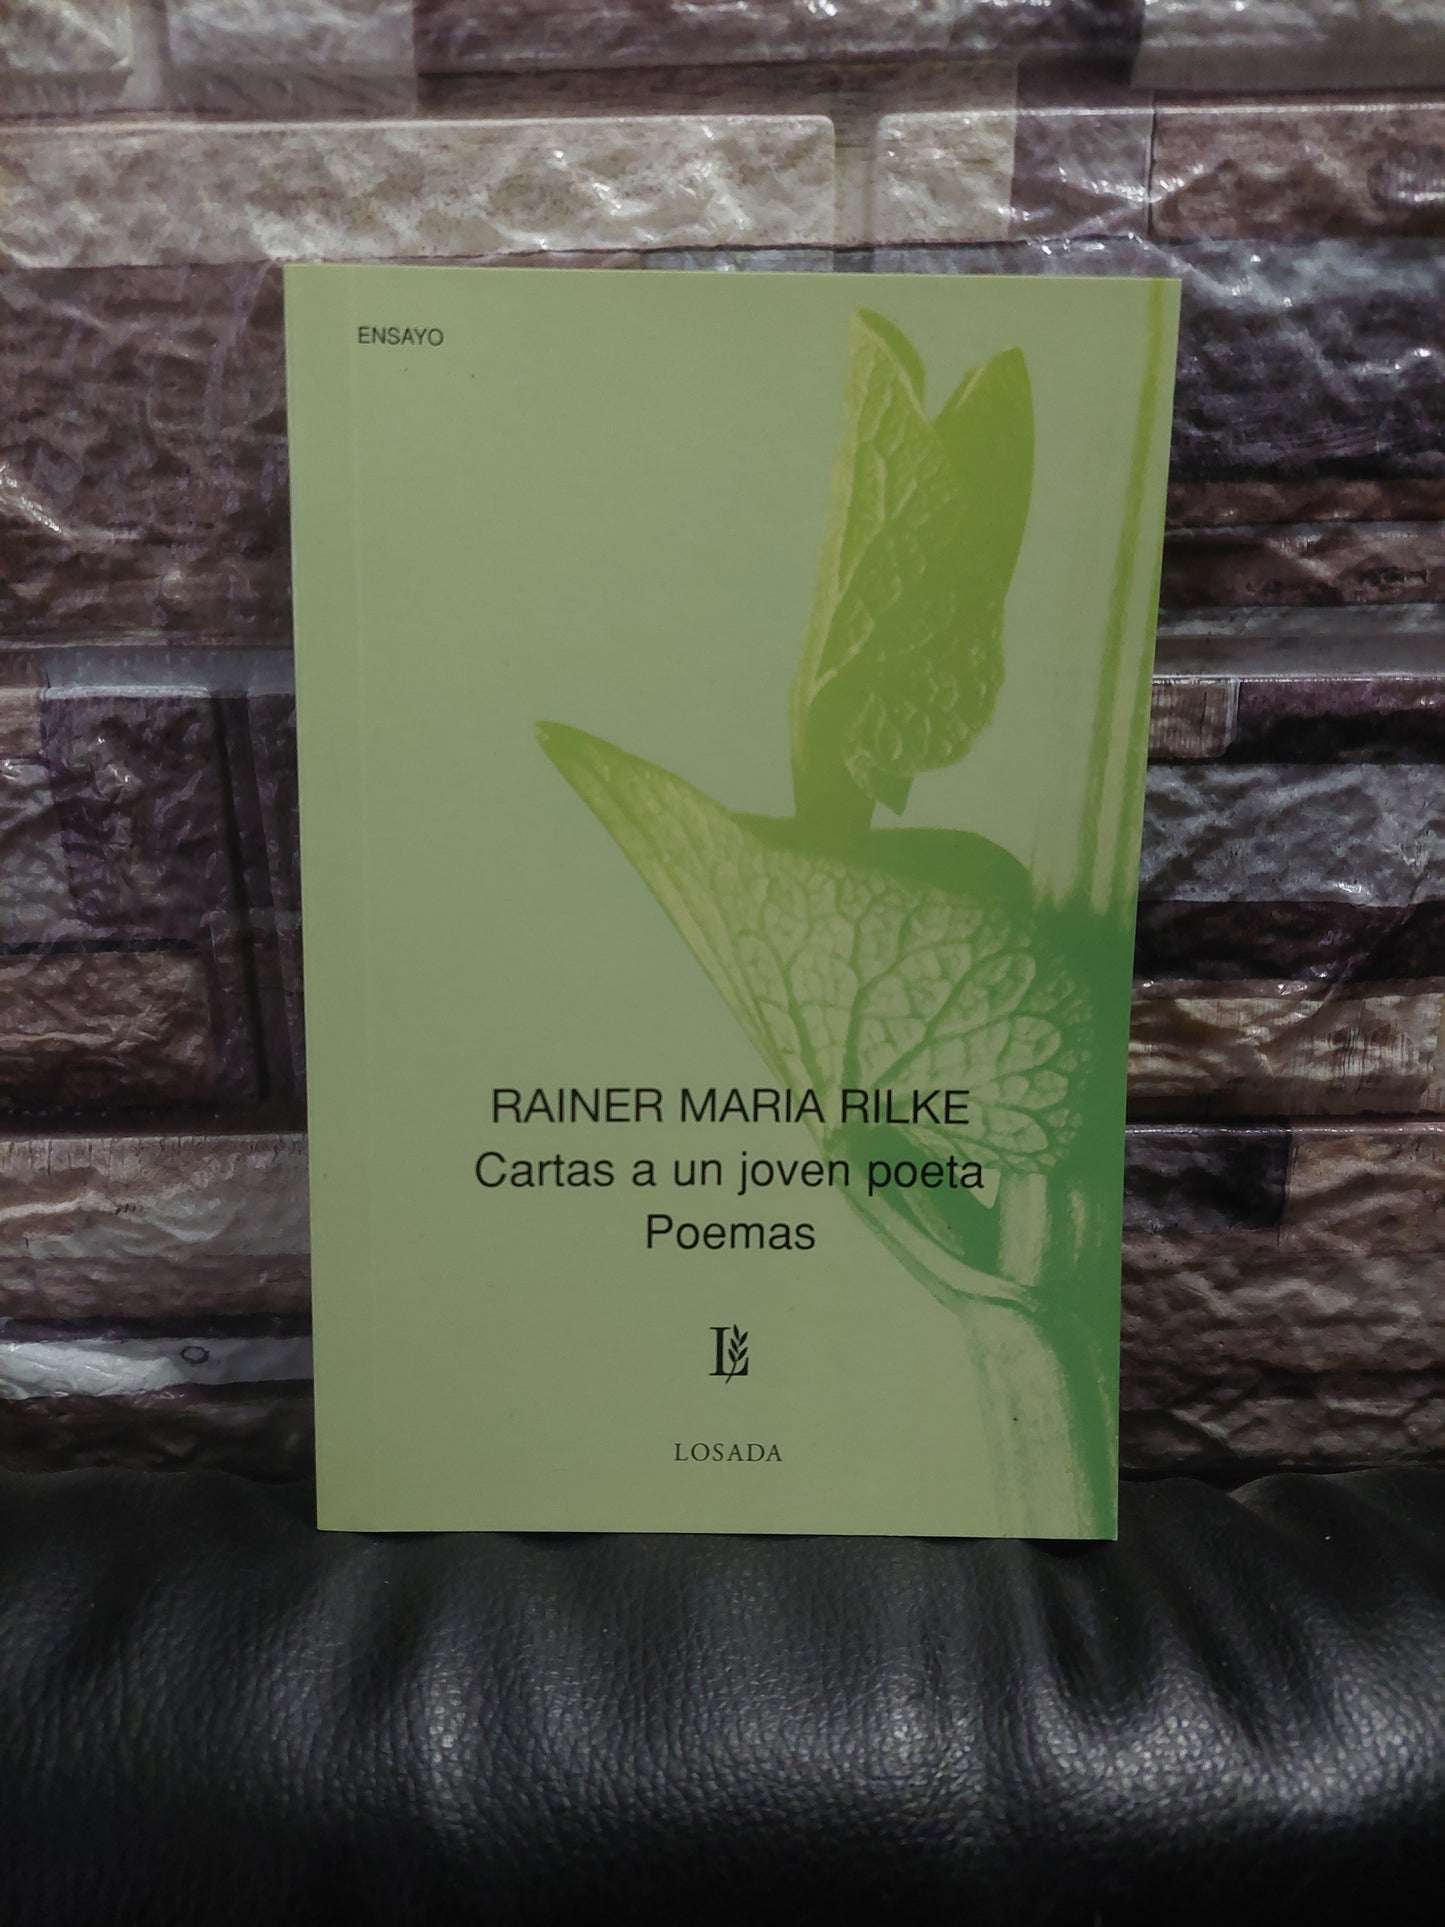 ENSAYO
RAINER MARIA RILKE
Cartas a un joven poeta
Poemas
L
LOSADA